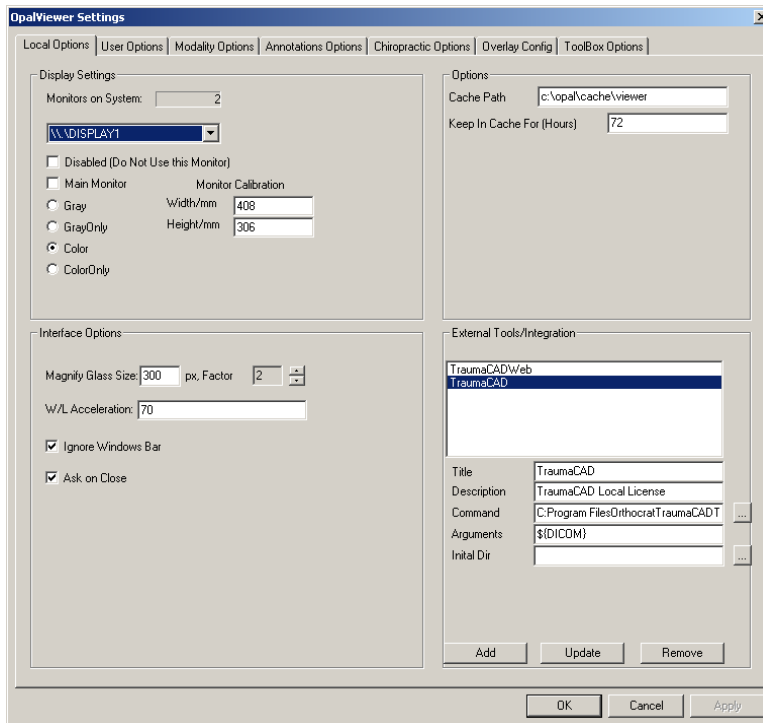 OpalViewer Settings
Local Options User Options Modality Options Annotations Options Chiropractic Options Overlay Config ToolBox Options
Display Settings
Monitors on System: 2
\\.\DISPLAY1
Disabled (Do Not Use this Monitor)
Main Monitor
Monitor Calibration
Gray
Width/mm 408
GrayOnly
Height/mm 306
Color
ColorOnly
Options
Cache Path c:\opal\cache\viewer
Keep In Cache For (Hours) 72
Interface Options
Magnify Glass Size: 300 px, Factor 2
W/L Acceleration: 70
Ignore Windows Bar
Ask on Close
External Tools/Integration
TraumaCADWeb
TraumaCAD
Title TraumaCAD
Description TraumaCAD Local License
Command C:Program FilesOrthocratTraumaCADT ...
Arguments ${DICOM}
Inital Dir ...
Add Update Remove
OK Cancel Apply